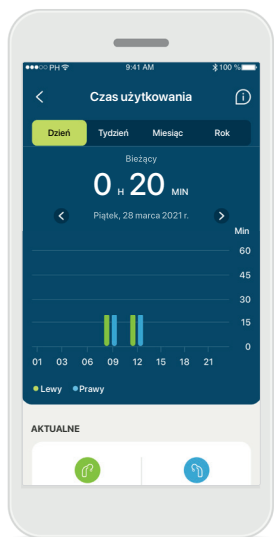 PH 9:41 AM 100 %
Czas użytkowania
Dzień Tydzień Miesiąc Rok
Bieżący
0 H 20 MIN
Piątek, 28 marca 2021 r.
Min
60
45
30
15
0
01 03 06 09 12 15 18 21
Lewy Prawy
AKTUALNE